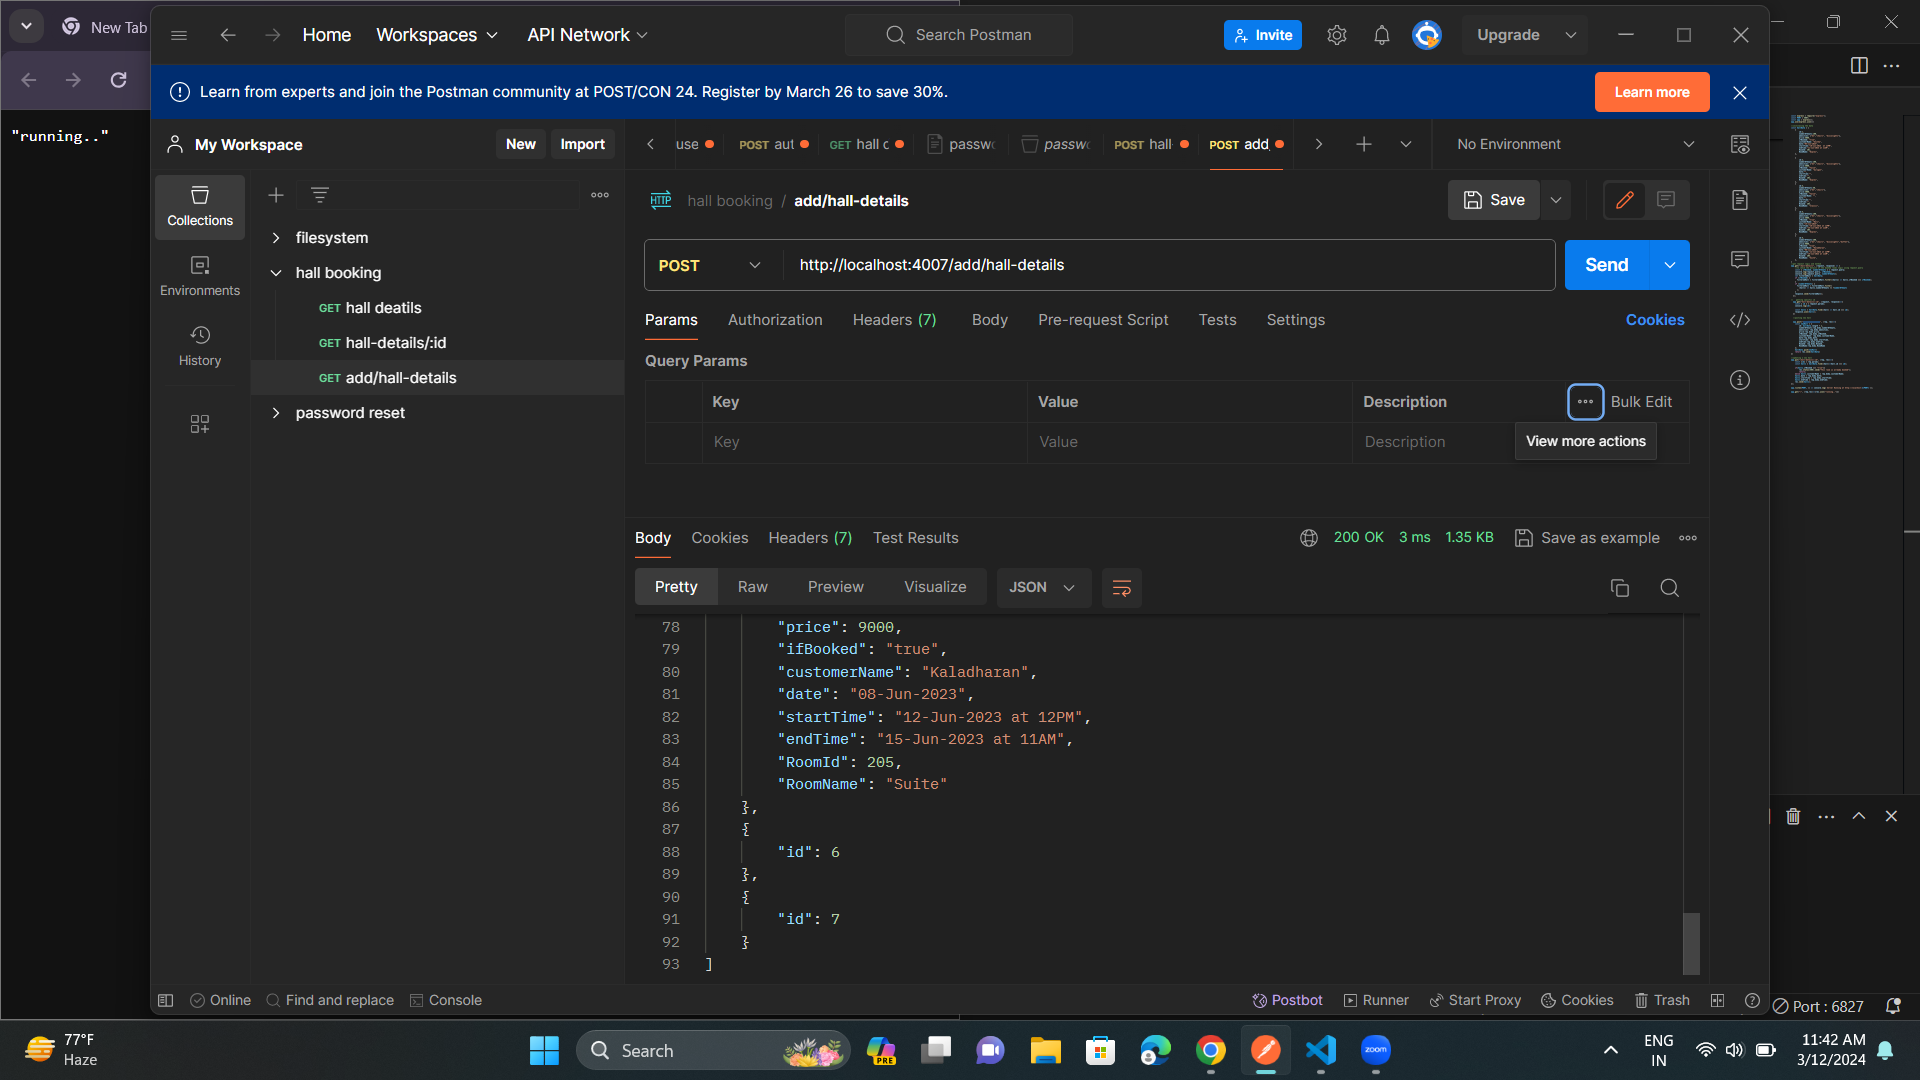 New Tab
Home
Workspaces
API Network
Search Postman
Invite
Upgrade
Learn from experts and join the Postman community at POST/CON 24. Register by March 26 to save 30%.
Learn more
"running.."
My Workspace
New
Import
use
POST aut
GET hall c
passw
passw
POST hall
POST add
No Environment
Collections
Environments
History
filesystem
hall booking
GET hall deatils
GET hall-details/:id
GET add/hall-details
password reset
HTTP
hall booking / add/hall-details
Save
POST
http://localhost:4007/add/hall-details
Send
Params
Authorization
Headers (7)
Body
Pre-request Script
Tests
Settings
Cookies
Query Params
Key
Value
Description
Bulk Edit
Key
Value
Description
View more actions
Body
Cookies
Headers (7)
Test Results
200 OK
3 ms
1.35 KB
Save as example
Pretty
Raw
Preview
Visualize
JSON
78 "price": 9000,
79 "ifBooked": "true",
80 "customerName": "Kaladharan",
81 "date": "08-Jun-2023",
82 "startTime": "12-Jun-2023 at 12PM",
83 "endTime": "15-Jun-2023 at 11AM",
84 "RoomId": 205,
85 "RoomName": "Suite"
86 },
87 {
88 "id": 6
89 },
90 {
91 "id": 7
92 }
93 ]
Online
Find and replace
Console
Postbot
Runner
Start Proxy
Cookies
Trash
Port : 6827
77°F
Haze
Search
PRE
zoom
ENG
IN
11:42 AM
3/12/2024